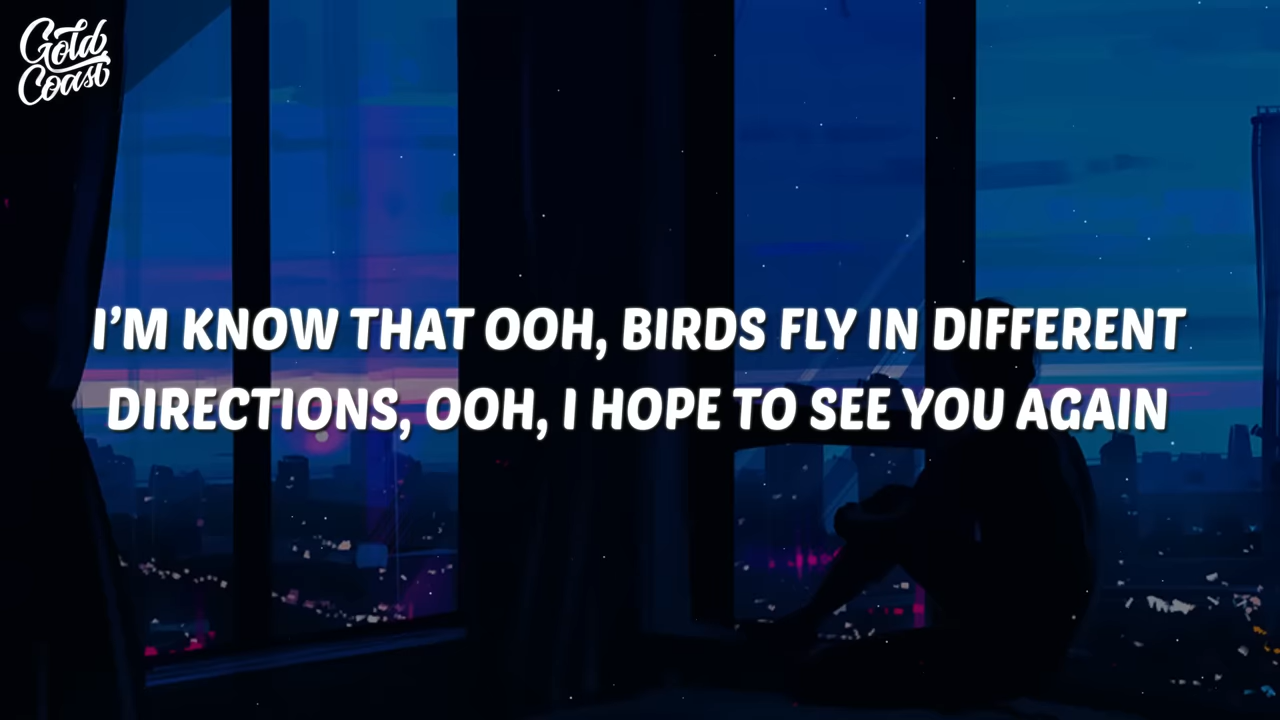 Gold
Coast
I’M KNOW THAT OOH, BIRDS FLY IN DIFFERENT
DIRECTIONS, OOH, I HOPE TO SEE YOU AGAIN